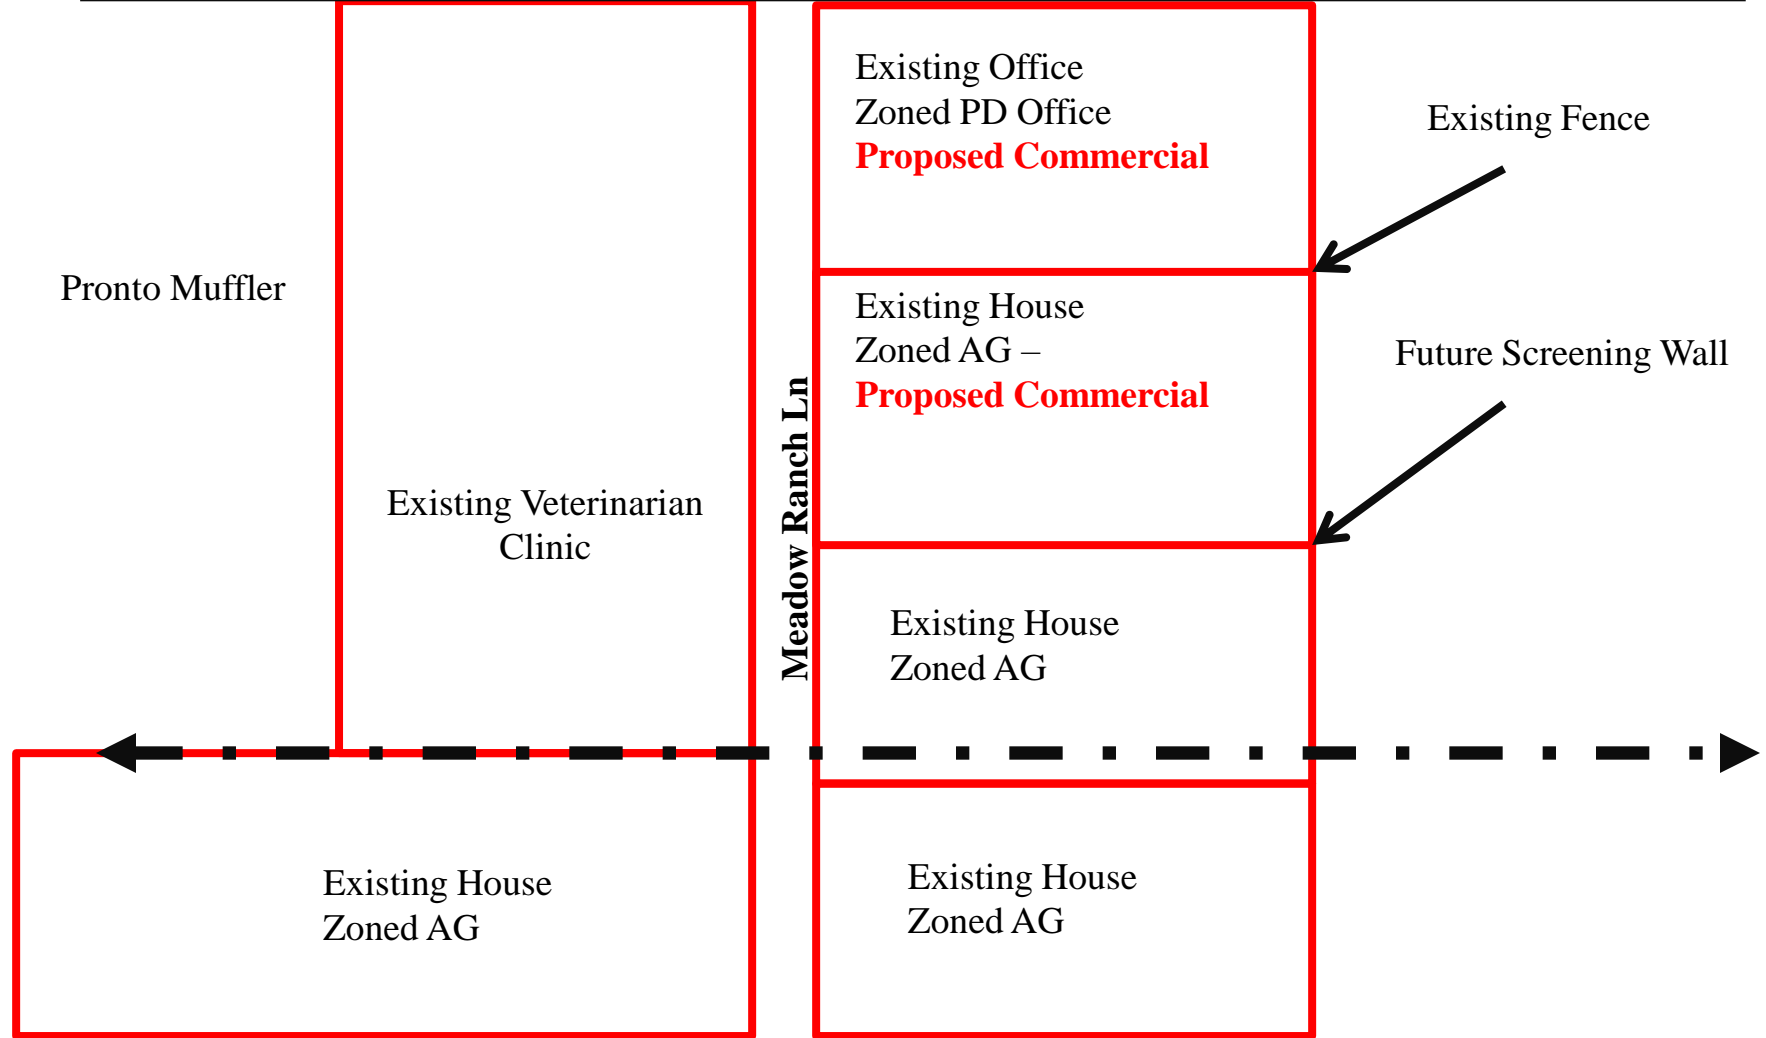 Existing Office
Zoned PD Office
Proposed Commercial
Existing Fence
Pronto Muffler
Existing House
Zoned AG –
Proposed Commercial
Future Screening Wall
Meadow Ranch Ln
Existing Veterinarian
Clinic
Existing House
Zoned AG
Existing House
Zoned AG
Existing House
Zoned AG